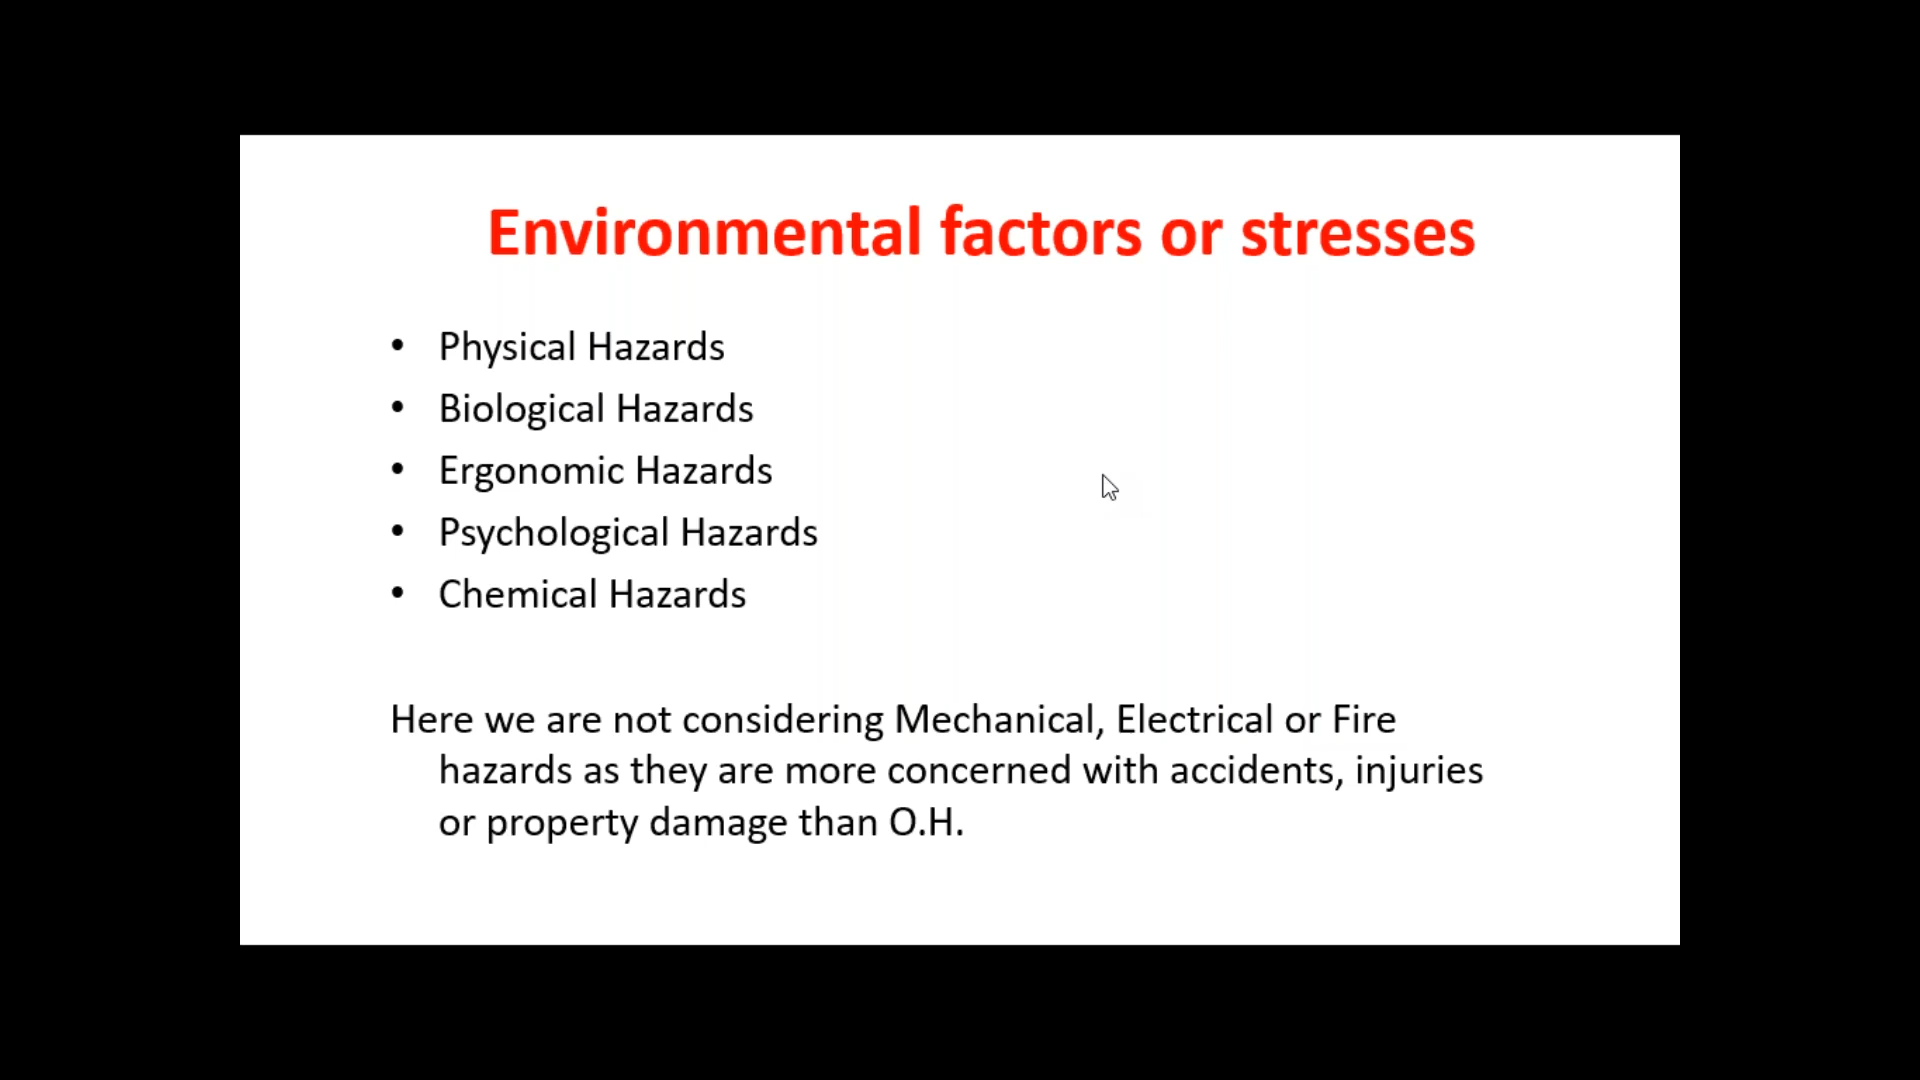 Environmental factors or stresses
• Physical Hazards
• Biological Hazards
• Ergonomic Hazards
• Psychological Hazards
• Chemical Hazards
Here we are not considering Mechanical, Electrical or Fire
hazards as they are more concerned with accidents, injuries
or property damage than O.H.